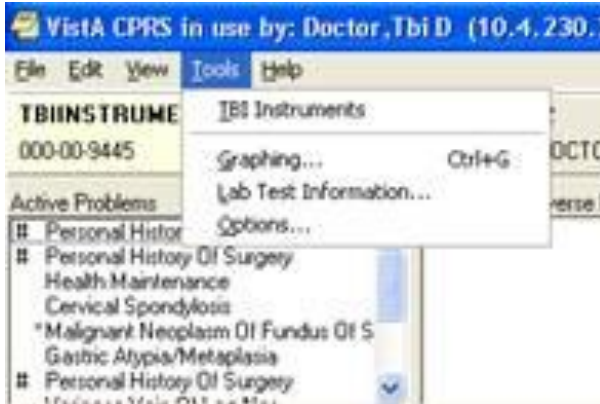 VistA CPRS in use by: Doctor,Tbi D (10.4.230.
File Edit View Tools Help
TBIINSTRUME
TBI Instruments
000-00-9445
Graphing... Ctrl+G
OCTO
Lab Test Information...
Active Problems
verse
Options...
# Personal Histor
# Personal History Of Surgery
Health Maintenance
Cervical Spondylosis
*Malignant Neoplasm Of Fundus Of S
Gastric Atypia/Metaplasia
# Personal History Of Surgery